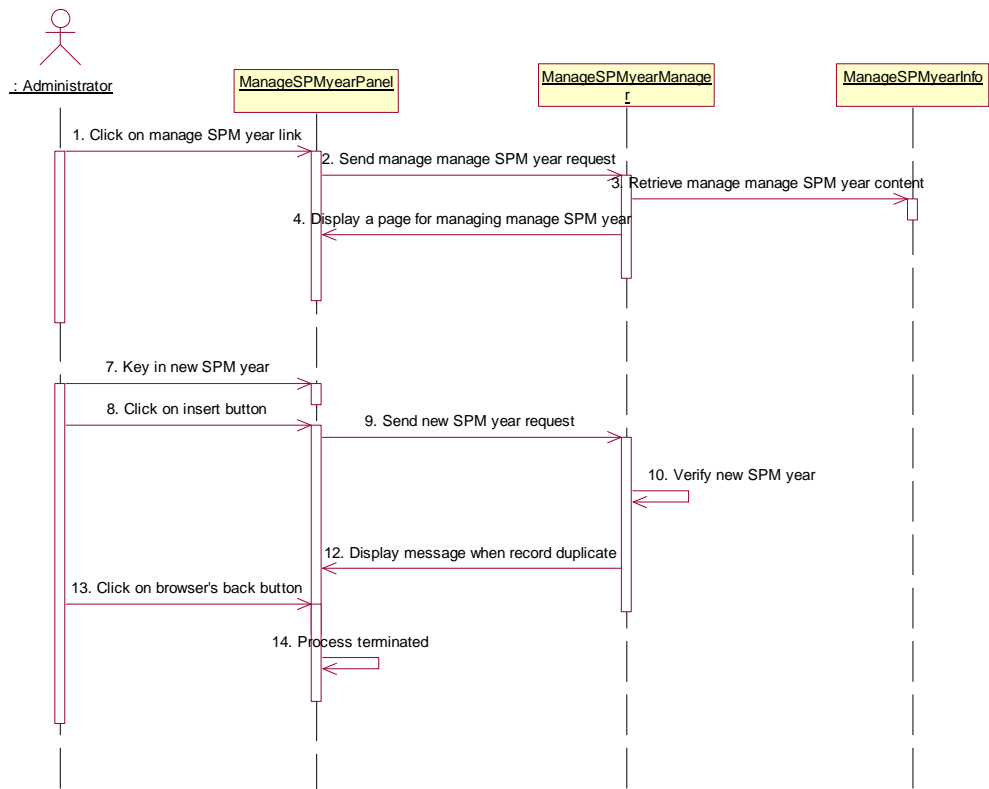 : Administrator
ManageSPMyearPanel
ManageSPMyearManage
r
ManageSPMyearInfo
1. Click on manage SPM year link
2. Send manage manage SPM year request
3. Retrieve manage manage SPM year content
4. Display a page for managing manage SPM year
7. Key in new SPM year
8. Click on insert button
9. Send new SPM year request
10. Verify new SPM year
12. Display message when record duplicate
13. Click on browser's back button
14. Process terminated